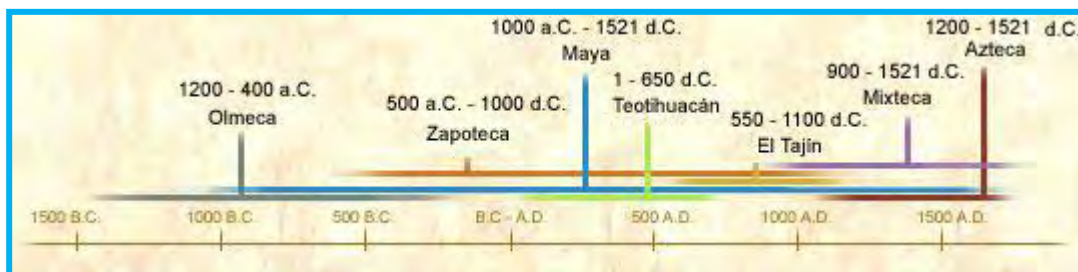 1000 a.C. - 1521 d.C.
Maya
1200 - 1521 d.C.
Azteca
1200 - 400 a.C.
Olmeca
500 a.C. - 1000 d.C.
Zapoteca
1 - 650 d.C.
Teotihuacán
550 - 1100 d.C.
El Tajín
900 - 1521 d.C.
Mixteca
1500 B.C. 1000 B.C. 500 B.C. B.C - A.D. 500 A.D. 1000 A.D. 1500 A.D.